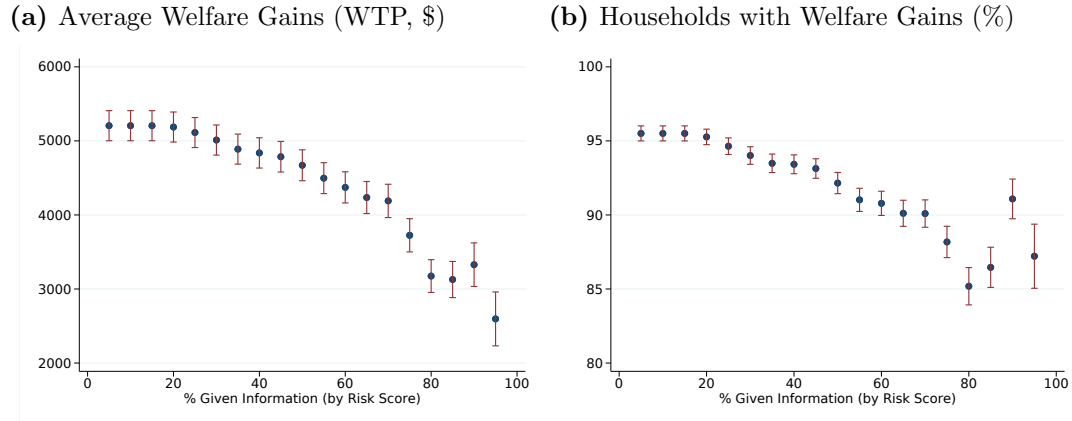 (a) Average Welfare Gains (WTP, $)
6000
5000
4000
3000
2000
0 20 40 60 80 100
% Given Information (by Risk Score)
(b) Households with Welfare Gains (%)
100
95
90
85
80
0 20 40 60 80 100
% Given Information (by Risk Score)